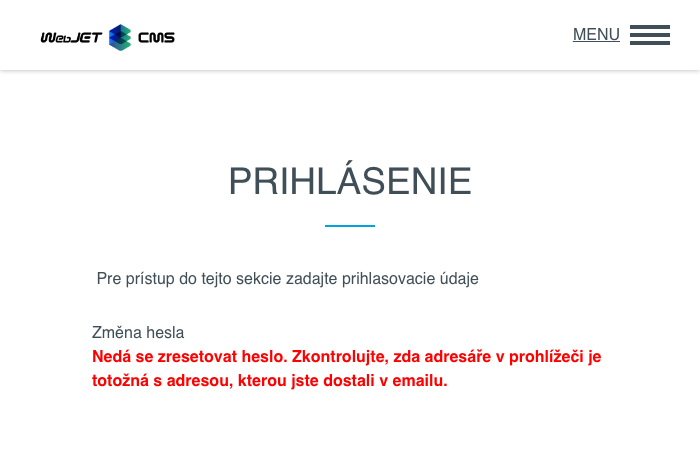 WebJET CMS
MENU
PRIHLÁSENIE
Pre prístup do tejto sekcie zadajte prihlasovacie údaje
Změna hesla
Nedá se zresetovat heslo. Zkontrolujte, zda adresáře v prohlížeči je
totožná s adresou, kterou jste dostali v emailu.